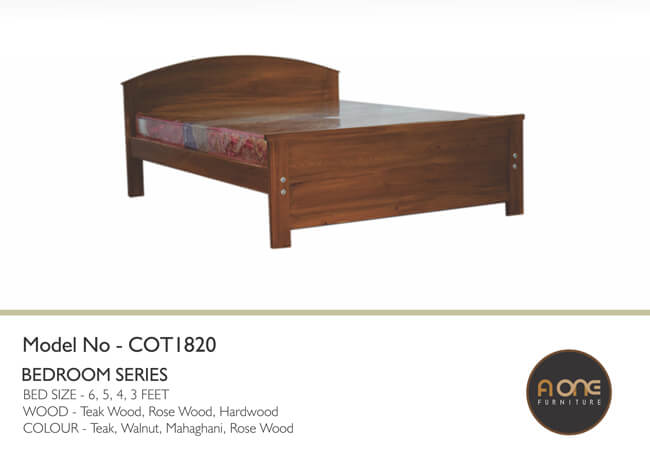 Model No - COT1820
BEDROOM SERIES
BED SIZE - 6, 5, 4, 3 FEET
WOOD - Teak Wood, Rose Wood, Hardwood
COLOUR - Teak, Walnut, Mahaghani, Rose Wood
A ONE
FURNITURE